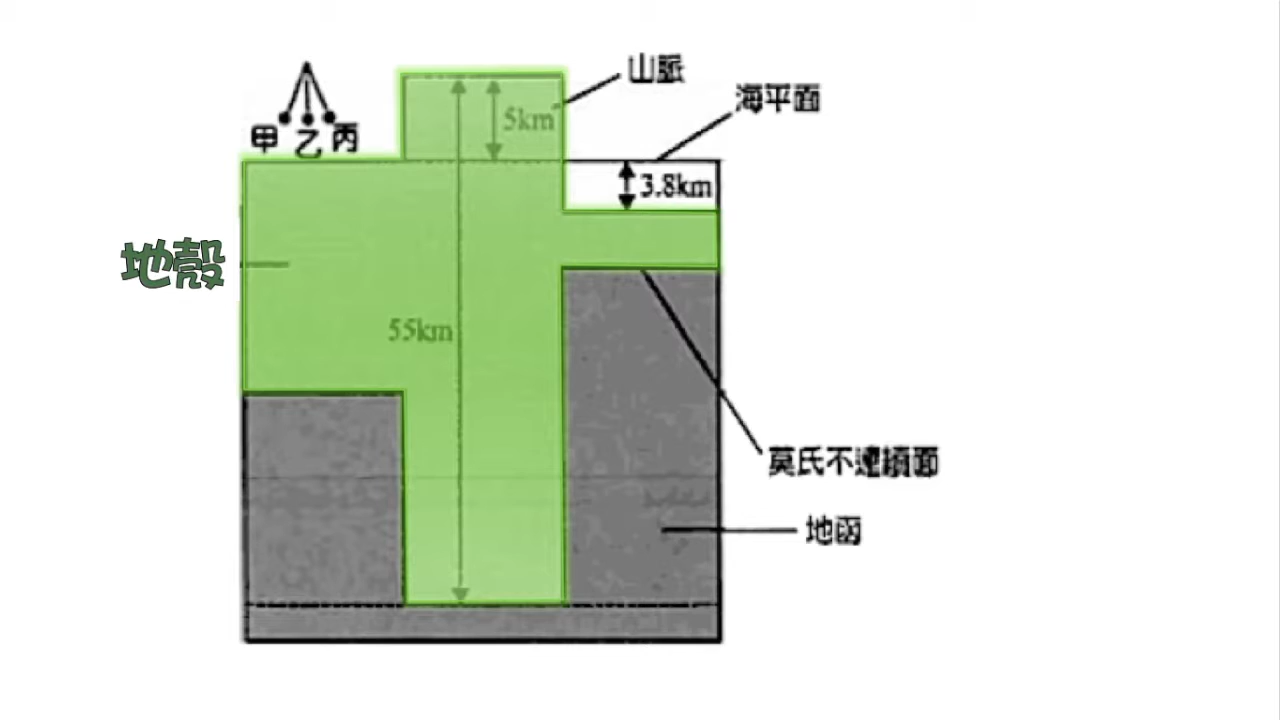 山脈
海平面
甲 乙 丙
5km
3.8km
地殼
55km
莫氏不連續面
地函